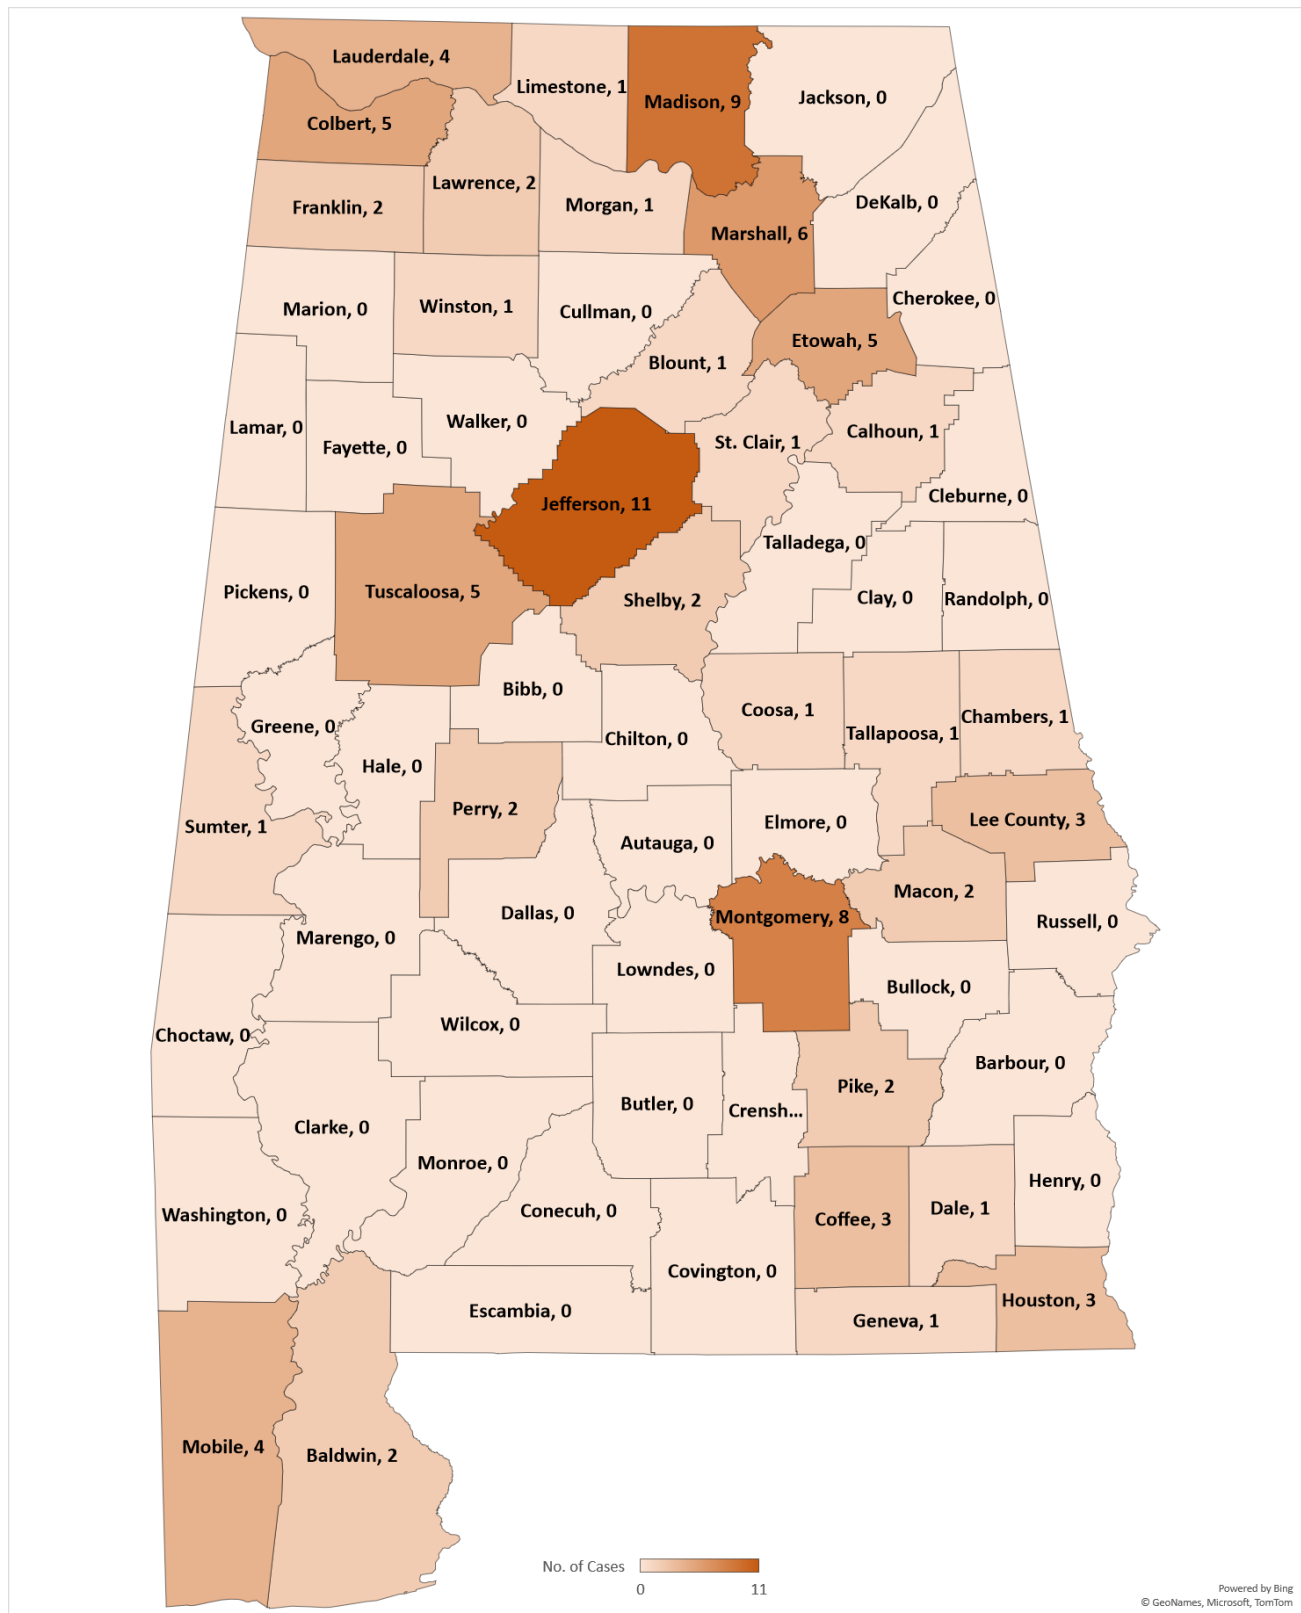 Lauderdale, 4
Limestone, 1
Madison, 9
Jackson, 0
Colbert, 5
Lawrence, 2
Franklin, 2
Morgan, 1
DeKalb, 0
Marshall, 6
Cherokee, 0
Marion, 0
Winston, 1
Cullman, 0
Etowah, 5
Blount, 1
Lamar, 0
Fayette, 0
Walker, 0
St. Clair, 1
Calhoun, 1
Cleburne, 0
Jefferson, 11
Talladega, 0
Pickens, 0
Tuscaloosa, 5
Shelby, 2
Clay, 0
Randolph, 0
Bibb, 0
Greene, 0
Chilton, 0
Coosa, 1
Tallapoosa, 1
Chambers, 1
Hale, 0
Perry, 2
Sumter, 1
Autauga, 0
Elmore, 0
Lee County, 3
Macon, 2
Dallas, 0
Montgomery, 8
Russell, 0
Marengo, 0
Lowndes, 0
Bullock, 0
Choctaw, 0
Wilcox, 0
Barbour, 0
Pike, 2
Butler, 0
Crensh...
Clarke, 0
Monroe, 0
Henry, 0
Washington, 0
Conecuh, 0
Coffee, 3
Dale, 1
Covington, 0
Escambia, 0
Geneva, 1
Houston, 3
Mobile, 4
Baldwin, 2
No. of Cases
0 11
Powered by Bing
© GeoNames, Microsoft, TomTom